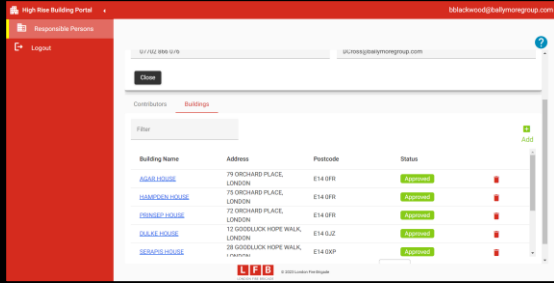 High Rise Building Portal
bblackwood@ballymoregroup.com
Responsible Persons
Logout
?
07702 866 076
DCross@ballymoregroup.com
Close
Contributors Buildings
Filter
Add
Building Name Address Postcode Status
AGAR HOUSE 79 ORCHARD PLACE, LONDON E14 0FR Approved
HAMPDEN HOUSE 75 ORCHARD PLACE, LONDON E14 0FR Approved
PRINSEP HOUSE 72 ORCHARD PLACE, LONDON E14 0FR Approved
DULKE HOUSE 12 GOODLUCK HOPE WALK, LONDON E14 0JZ Approved
SERAPIS HOUSE 28 GOODLUCK HOPE WALK, LONDON E14 0XP Approved
LFB
LONDON FIRE BRIGADE